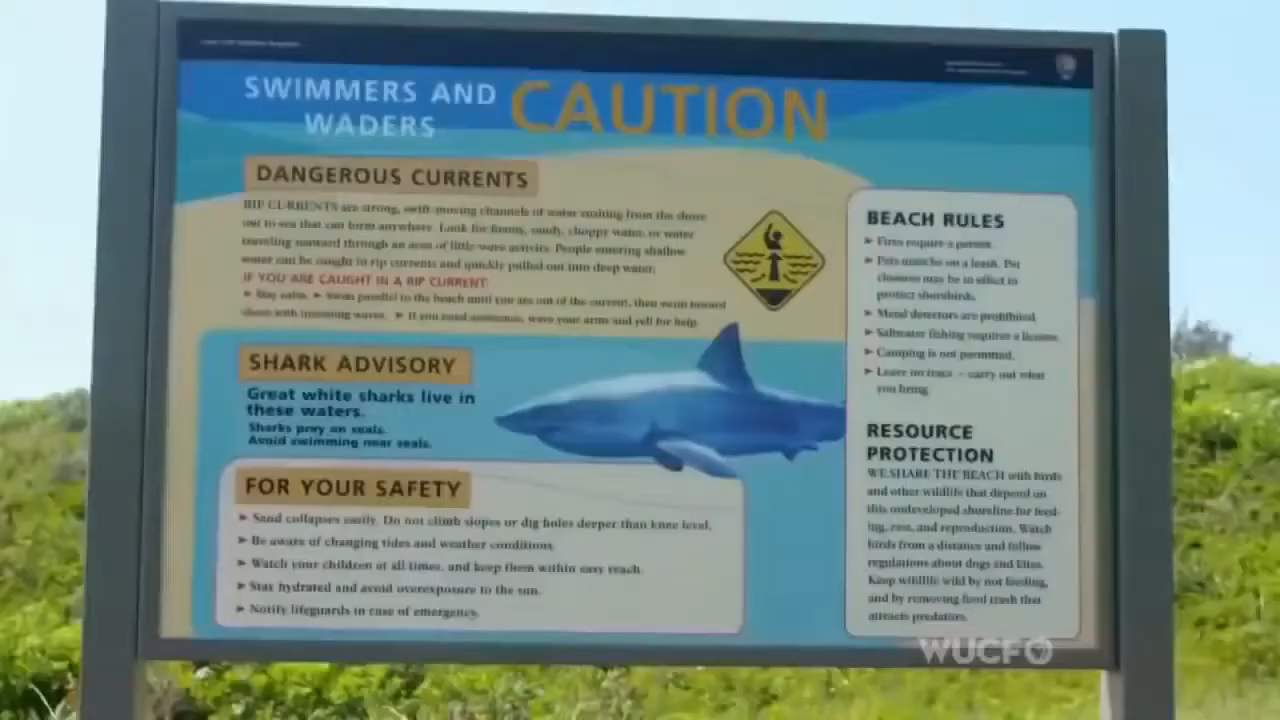 SWIMMERS AND
WADERS
CAUTION
DANGEROUS CURRENTS
RIP CURRENTS are strong, swift-moving channels of water rushing from the shore
out to sea that can form anywhere. Look for foamy, sandy, choppy water, or water
traveling seaward through an area of little wave activity. People entering shallow
water can be caught in rip currents and quickly pulled out into deep water.
IF YOU ARE CAUGHT IN A RIP CURRENT:
► Stay calm. ► Swim parallel to the beach until you are out of the current, then swim toward
shore with incoming waves. ► If you need assistance, wave your arms and yell for help.
SHARK ADVISORY
Great white sharks live in
these waters.
Sharks prey on seals.
Avoid swimming near seals.
FOR YOUR SAFETY
► Sand collapses easily. Do not climb slopes or dig holes deeper than knee level.
► Be aware of changing tides and weather conditions.
► Watch your children at all times, and keep them within easy reach.
► Stay hydrated and avoid overexposure to the sun.
► Notify lifeguards in case of emergency.
BEACH RULES
► Fires require a permit.
► Pets must be on a leash. Pet
closures may be in effect to
protect shorebirds.
► Metal detectors are prohibited.
► Saltwater fishing requires a license.
► Camping is not permitted.
► Leave no trace – carry out what
you bring.
RESOURCE
PROTECTION
WE SHARE THE BEACH with birds
and other wildlife that depend on
this undeveloped shoreline for feed-
ing, rest, and reproduction. Watch
birds from a distance and follow
regulations about dogs and kites.
Keep wildlife wild by not feeding,
and by removing food trash that
attracts predators.
WUCF